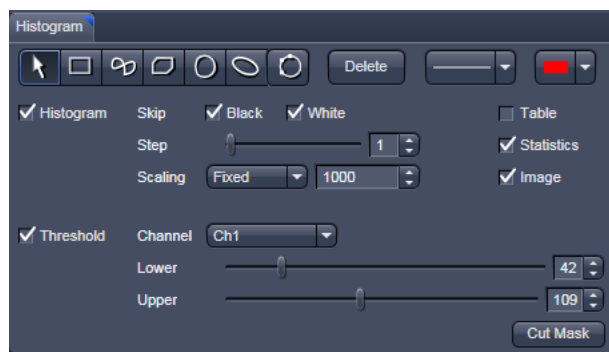 Histogram
Delete
Histogram Skip Black White Table
Step 1 Statistics
Scaling Fixed 1000 Image
Threshold Channel Ch1
Lower 42
Upper 109
Cut Mask